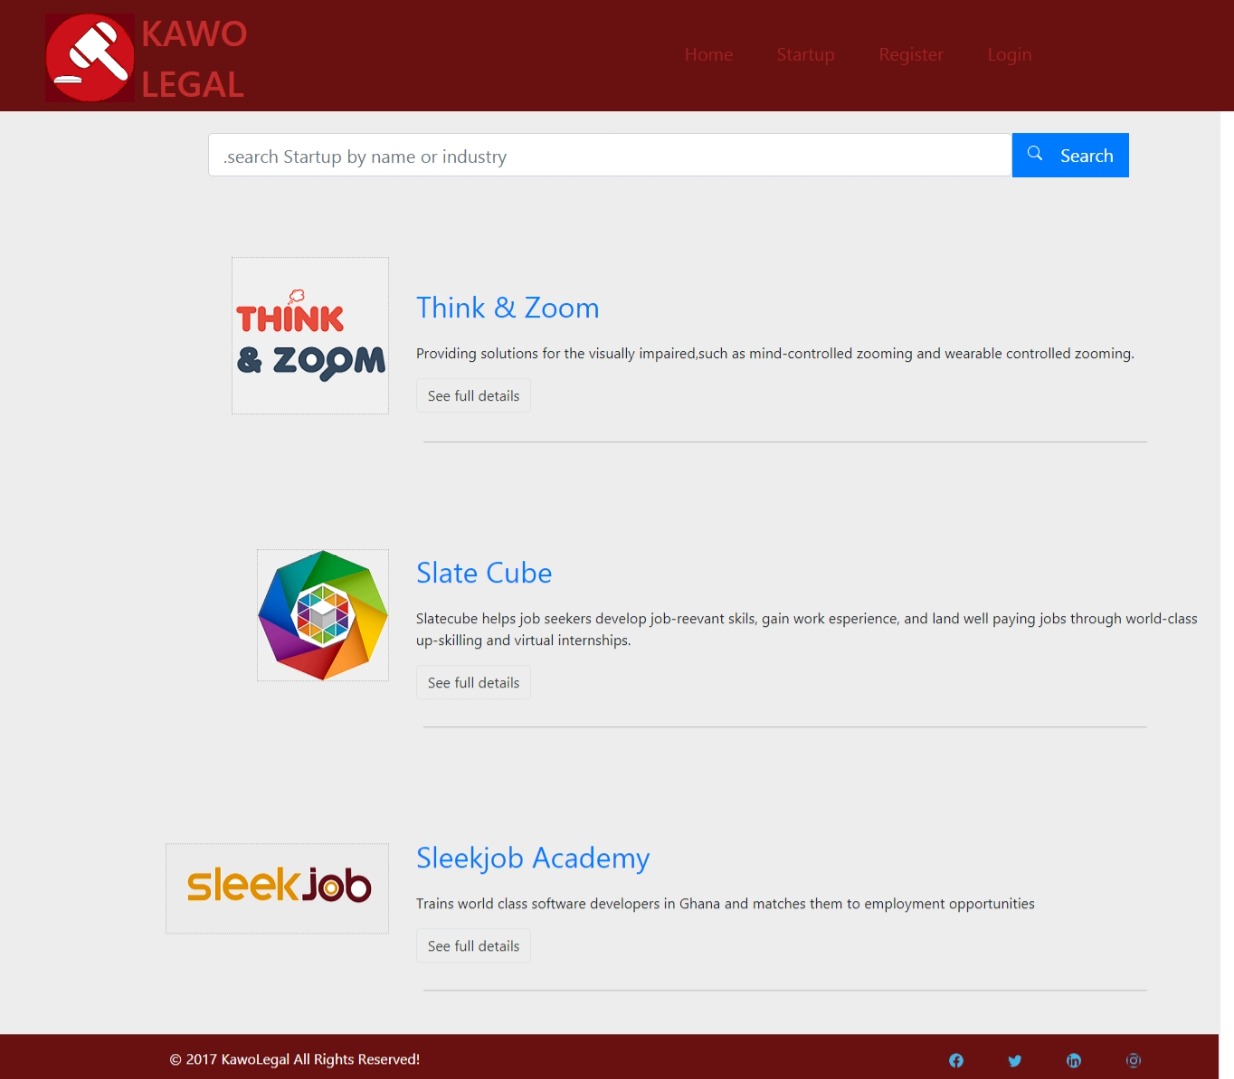 KAWO
LEGAL
Home Startup Register Login
.search Startup by name or industry
Search
THINK
& ZOOM
Think & Zoom
Providing solutions for the visually impaired,such as mind-controlled zooming and wearable controlled zooming.
See full details
Slate Cube
Slatecube helps job seekers develop job-reevant skils, gain work esperience, and land well paying jobs through world-class
up-skilling and virtual internships.
See full details
sleekjob
Sleekjob Academy
Trains world class software developers in Ghana and matches them to employment opportunities
See full details
© 2017 KawoLegal All Rights Reserved!